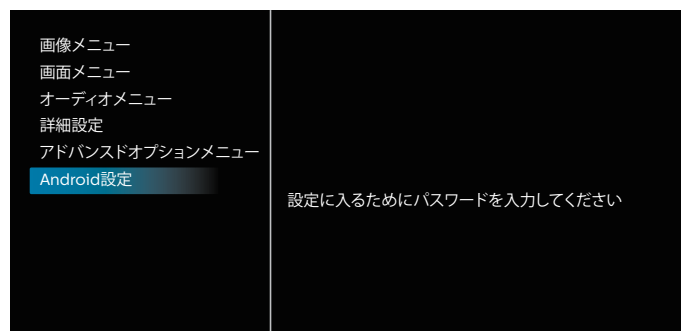 画像メニュー
画面メニュー
オーディオメニュー
詳細設定
アドバンスドオプションメニュー
Android設定
設定に入るためにパスワードを入力してください